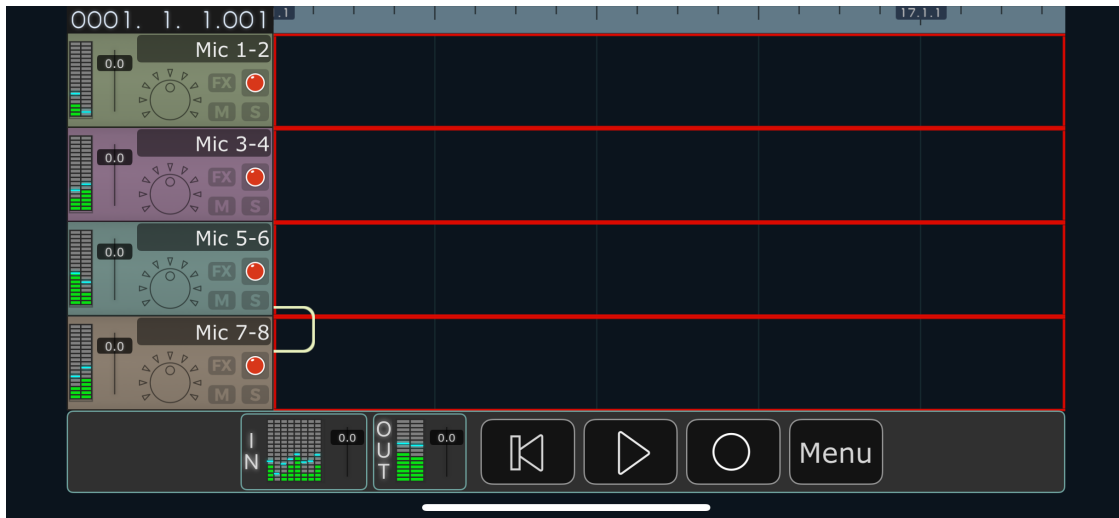 0001. 1. 1.001 .1 17.1.1
Mic 1-2
0.0
FX
M S
Mic 3-4
0.0
FX
M S
Mic 5-6
0.0
FX
M S
Mic 7-8
0.0
FX
M S
IN 0.0 OUT 0.0 Menu